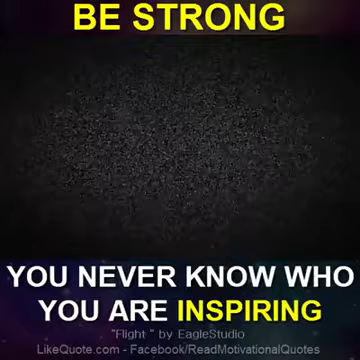 BE STRONG
YOU NEVER KNOW WHO
YOU ARE INSPIRING
"Flight " by EagleStudio
LikeQuote.com - Facebook/ReadMotivationalQuotes